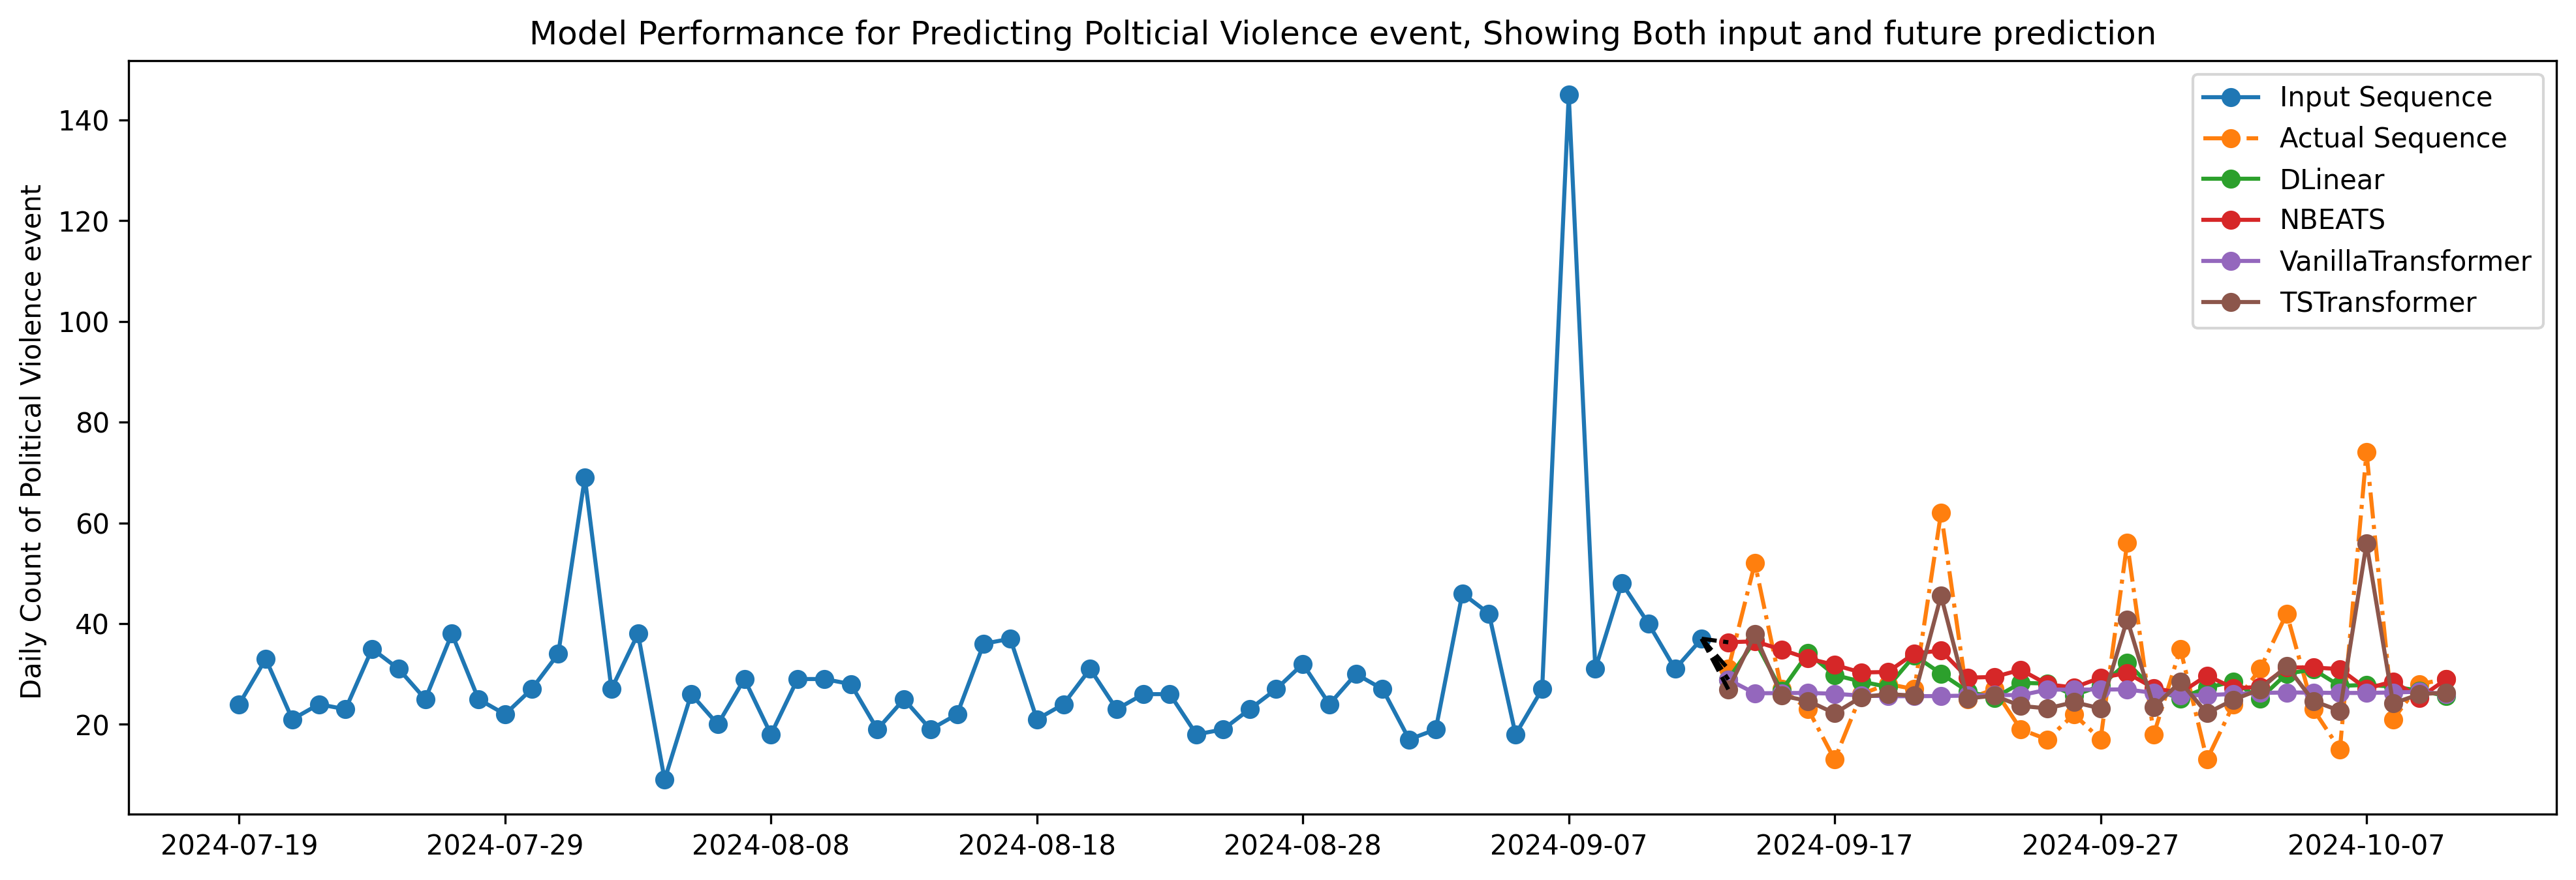 Model Performance for Predicting Polticial Violence event, Showing Both input and future prediction
Daily Count of Political Violence event
140
120
100
80
60
40
20
Input Sequence
Actual Sequence
DLinear
NBEATS
VanillaTransformer
TSTransformer
2024-07-19
2024-07-29
2024-08-08
2024-08-18
2024-08-28
2024-09-07
2024-09-17
2024-09-27
2024-10-07